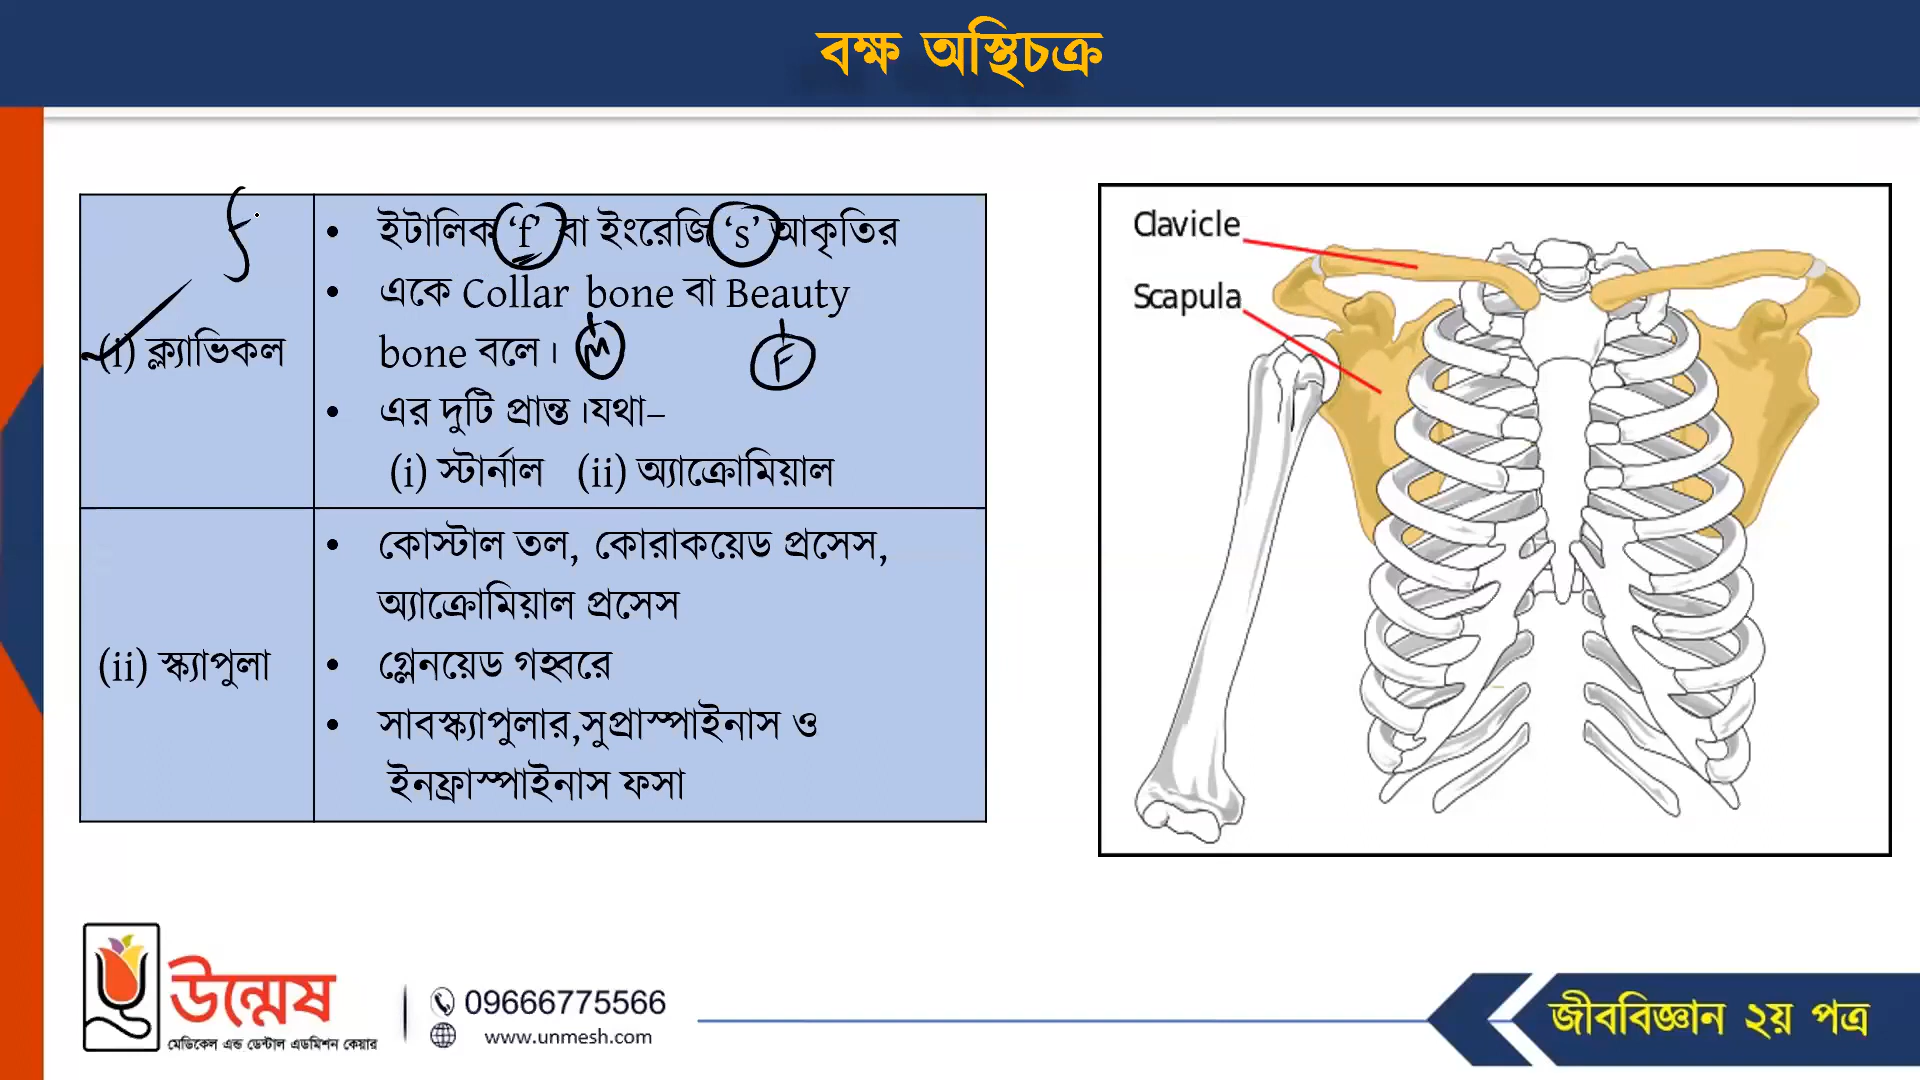 বক্ষ অস্থিচক্র
f
(i) ক্ল্যাভিকল
• ইটালিক ‘f’ বা ইংরেজি ‘s’ আকৃতির
• একে Collar bone বা Beauty
bone বলে।
M F
• এর দুটি প্রান্ত।যথা–
(i) স্টার্নাল (ii) অ্যাক্রোমিয়াল
(ii) স্ক্যাপুলা
• কোস্টাল তল, কোরাকয়েড প্রসেস,
অ্যাক্রোমিয়াল প্রসেস
• গ্লেনয়েড গহ্বরে
• সাবস্ক্যাপুলার,সুপ্রাস্পাইনাস ও
ইনফ্রাস্পাইনাস ফসা
Clavicle
Scapula
উন্মেষ
মেডিকেল এন্ড ডেন্টাল এডমিশন কেয়ার
09666775566
www.unmesh.com
জীববিজ্ঞান ২য় পত্র